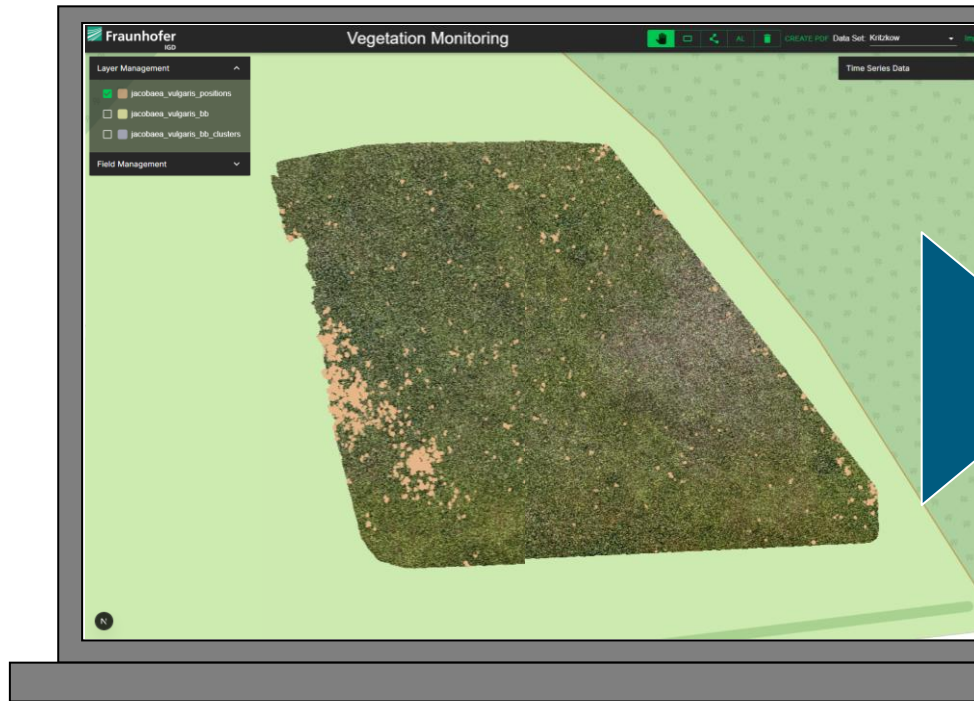 Fraunhofer
IGD
Vegetation Monitoring
AL
CREATE PDF
Data Set: Kritzkow
Layer Management
jacobaea_vulgaris_positions
jacobaea_vulgaris_bb
jacobaea_vulgaris_bb_clusters
Field Management
Time Series Data
N